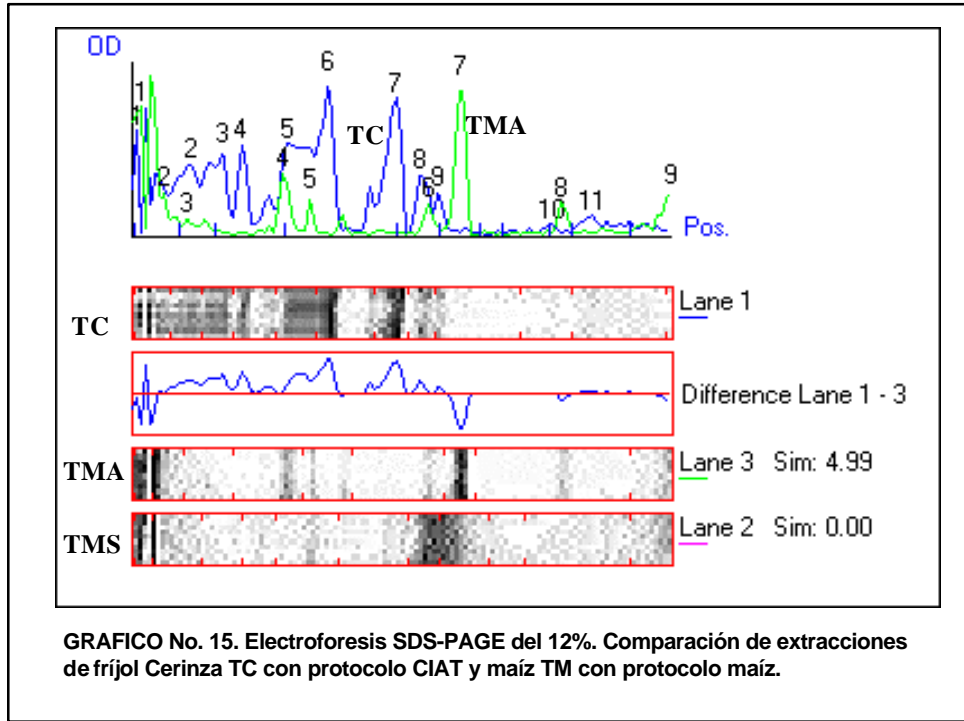 OD
6
7
7
1
1
3
4
5
TC
TMA
2
8
9
4
2
5
6
8
9
3
10
11
Pos.
TC
Lane 1
Difference Lane 1 - 3
TMA
Lane 3 Sim: 4.99
TMS
Lane 2 Sim: 0.00
GRAFICO No. 15. Electroforesis SDS-PAGE del 12%. Comparación de extracciones
de fríjol Cerinza TC con protocolo CIAT y maíz TM con protocolo maíz.